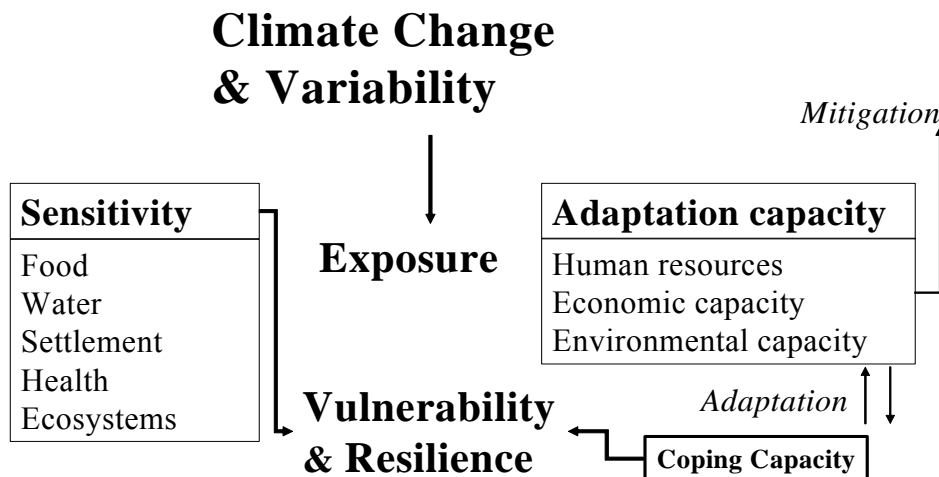 Climate Change
& Variability
Mitigation
Sensitivity
Food
Water
Settlement
Health
Ecosystems
Exposure
Adaptation capacity
Human resources
Economic capacity
Environmental capacity
Adaptation
Vulnerability
& Resilience
Coping Capacity